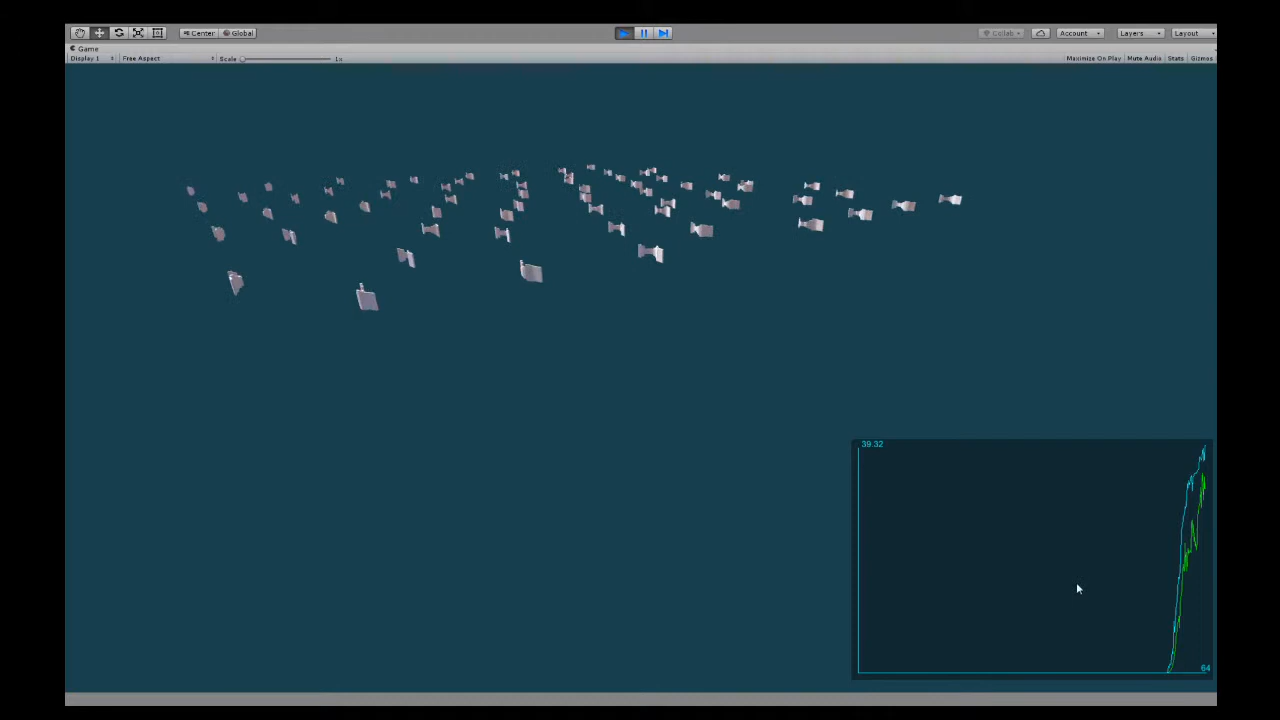 Center Global Collab Account Layers Layout
Game
Display 1 Free Aspect Scale 1x Maximize On Play Mute Audio Stats Gizmos
39.32
64